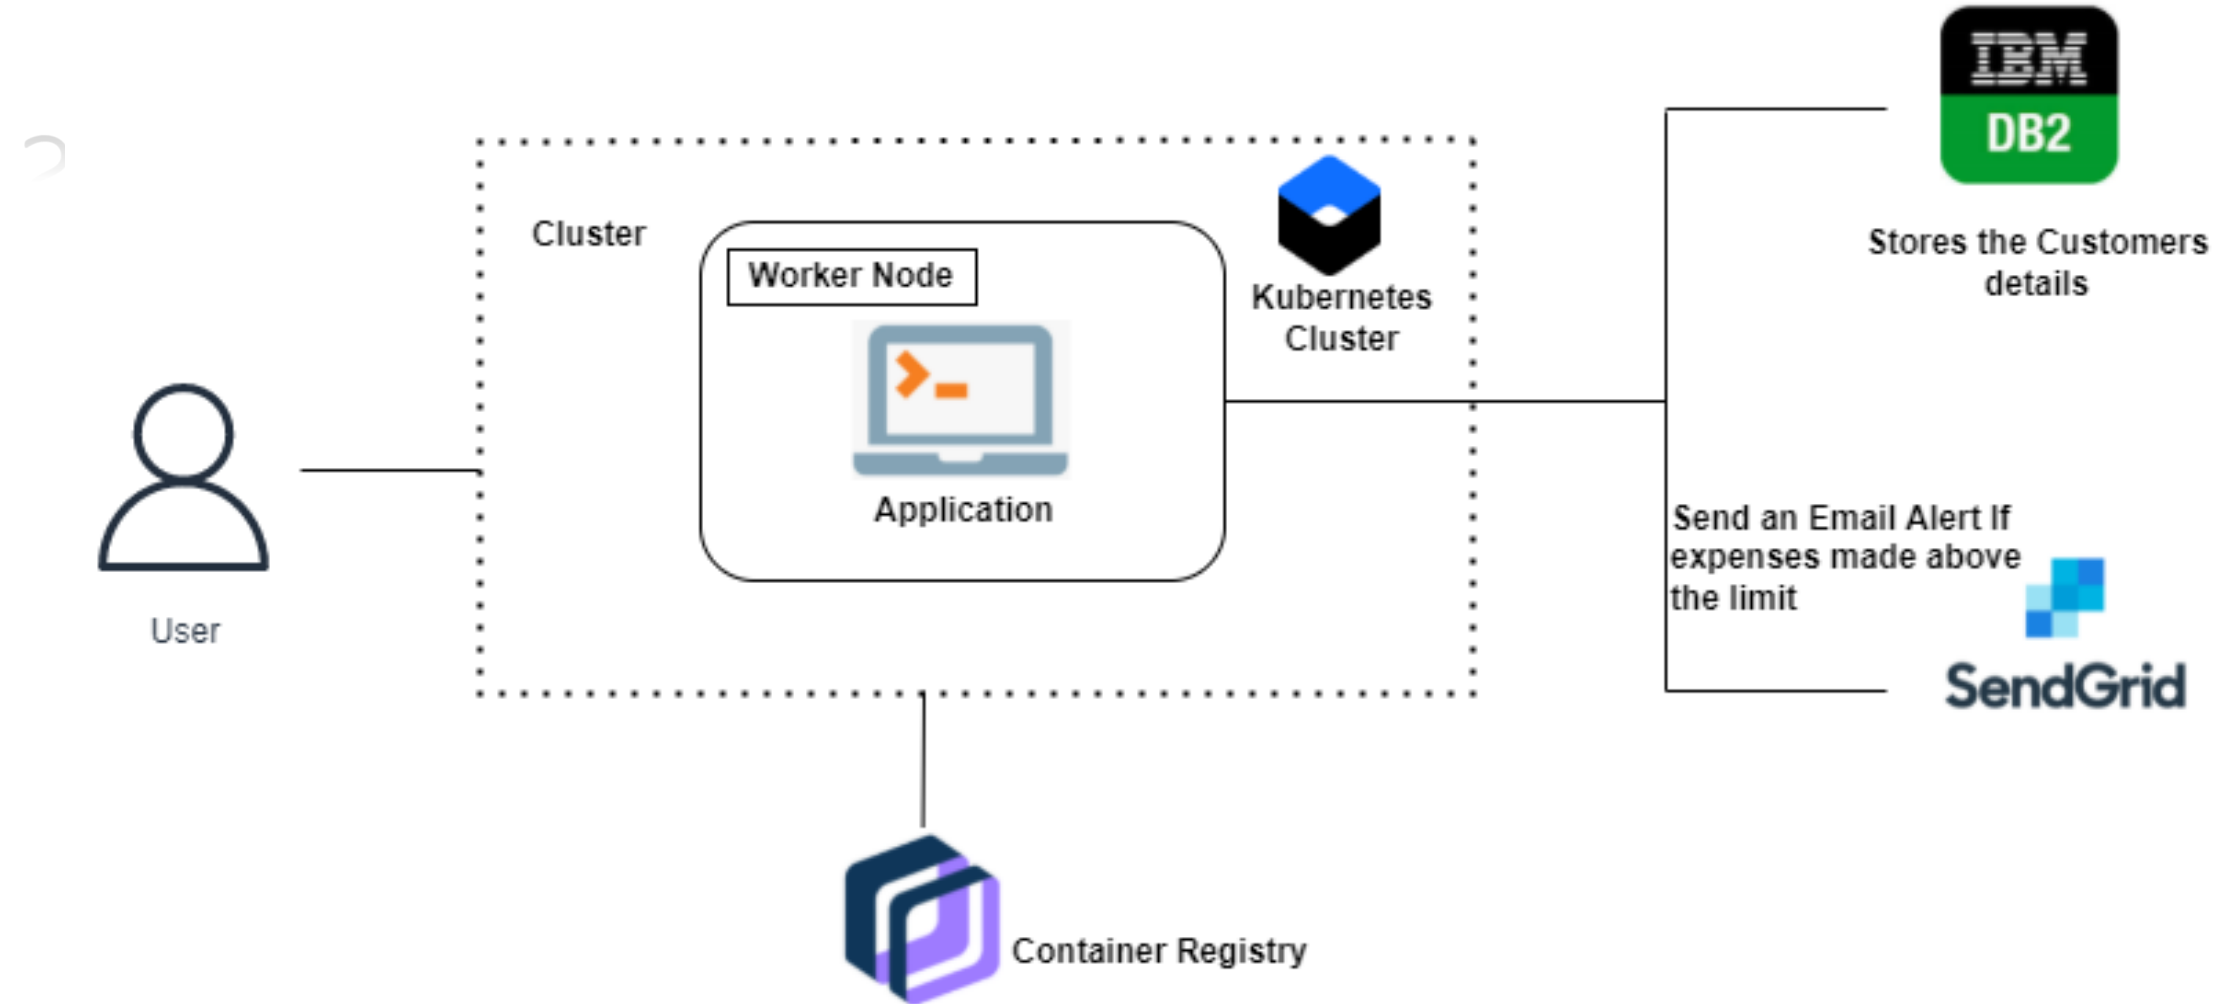 IBM
DB2
Stores the Customers
details
Cluster
Worker Node
Kubernetes
Cluster
Application
User
Send an Email Alert If
expenses made above
the limit
SendGrid
Container Registry